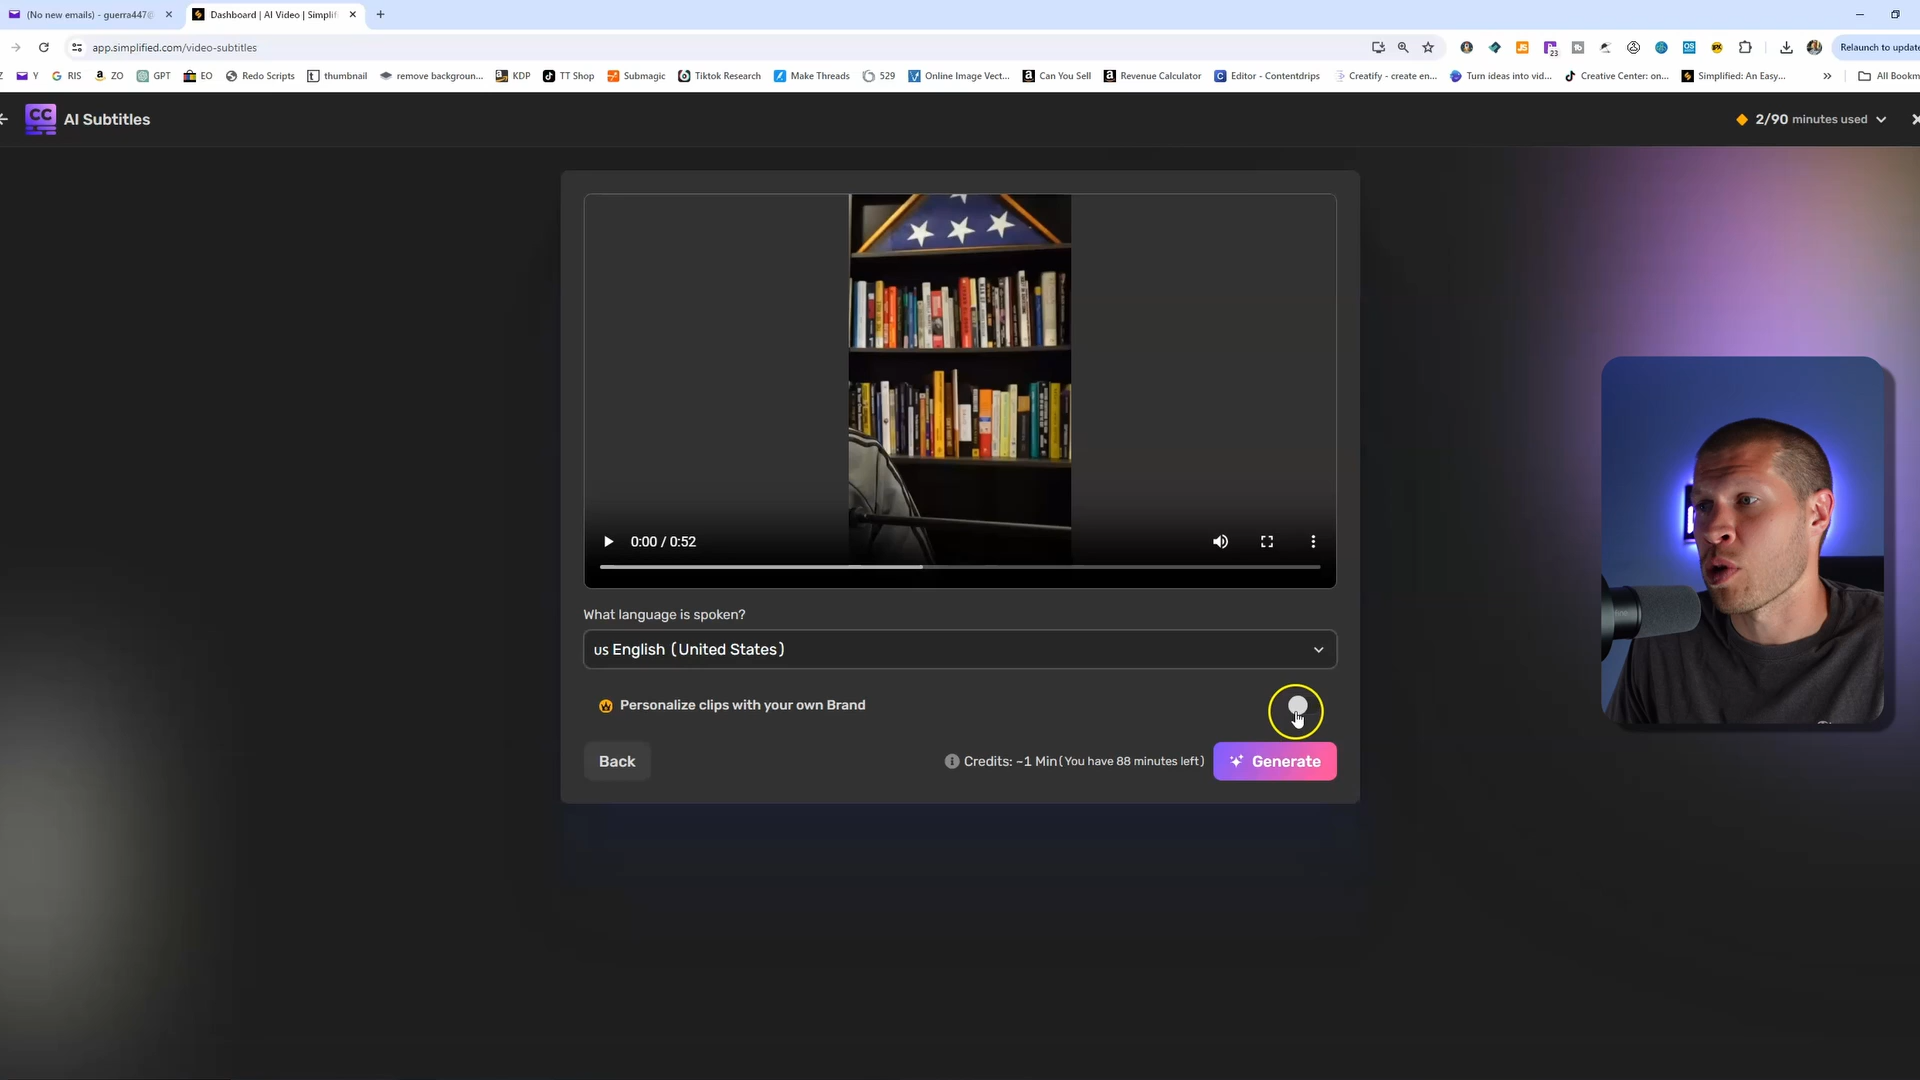 (No new emails) - guerra447@
Dashboard | AI Video | Simplifi
app.simplified.com/video-subtitles
23
Relaunch to update
Z
Y
RIS
ZO
GPT
EO
Redo Scripts
thumbnail
remove backgroun...
KDP
TT Shop
Submagic
Tiktok Research
Make Threads
529
Online Image Vect...
Can You Sell
Revenue Calculator
Editor - Contentdrips
Creatify - create en...
Turn ideas into vid...
Creative Center: on...
Simplified: An Easy...
»
All Bookm
CC
AI Subtitles
2/90 minutes used
0:00 / 0:52
What language is spoken?
us English (United States)
Personalize clips with your own Brand
Back
Credits: ~1 Min(You have 88 minutes left)
Generate